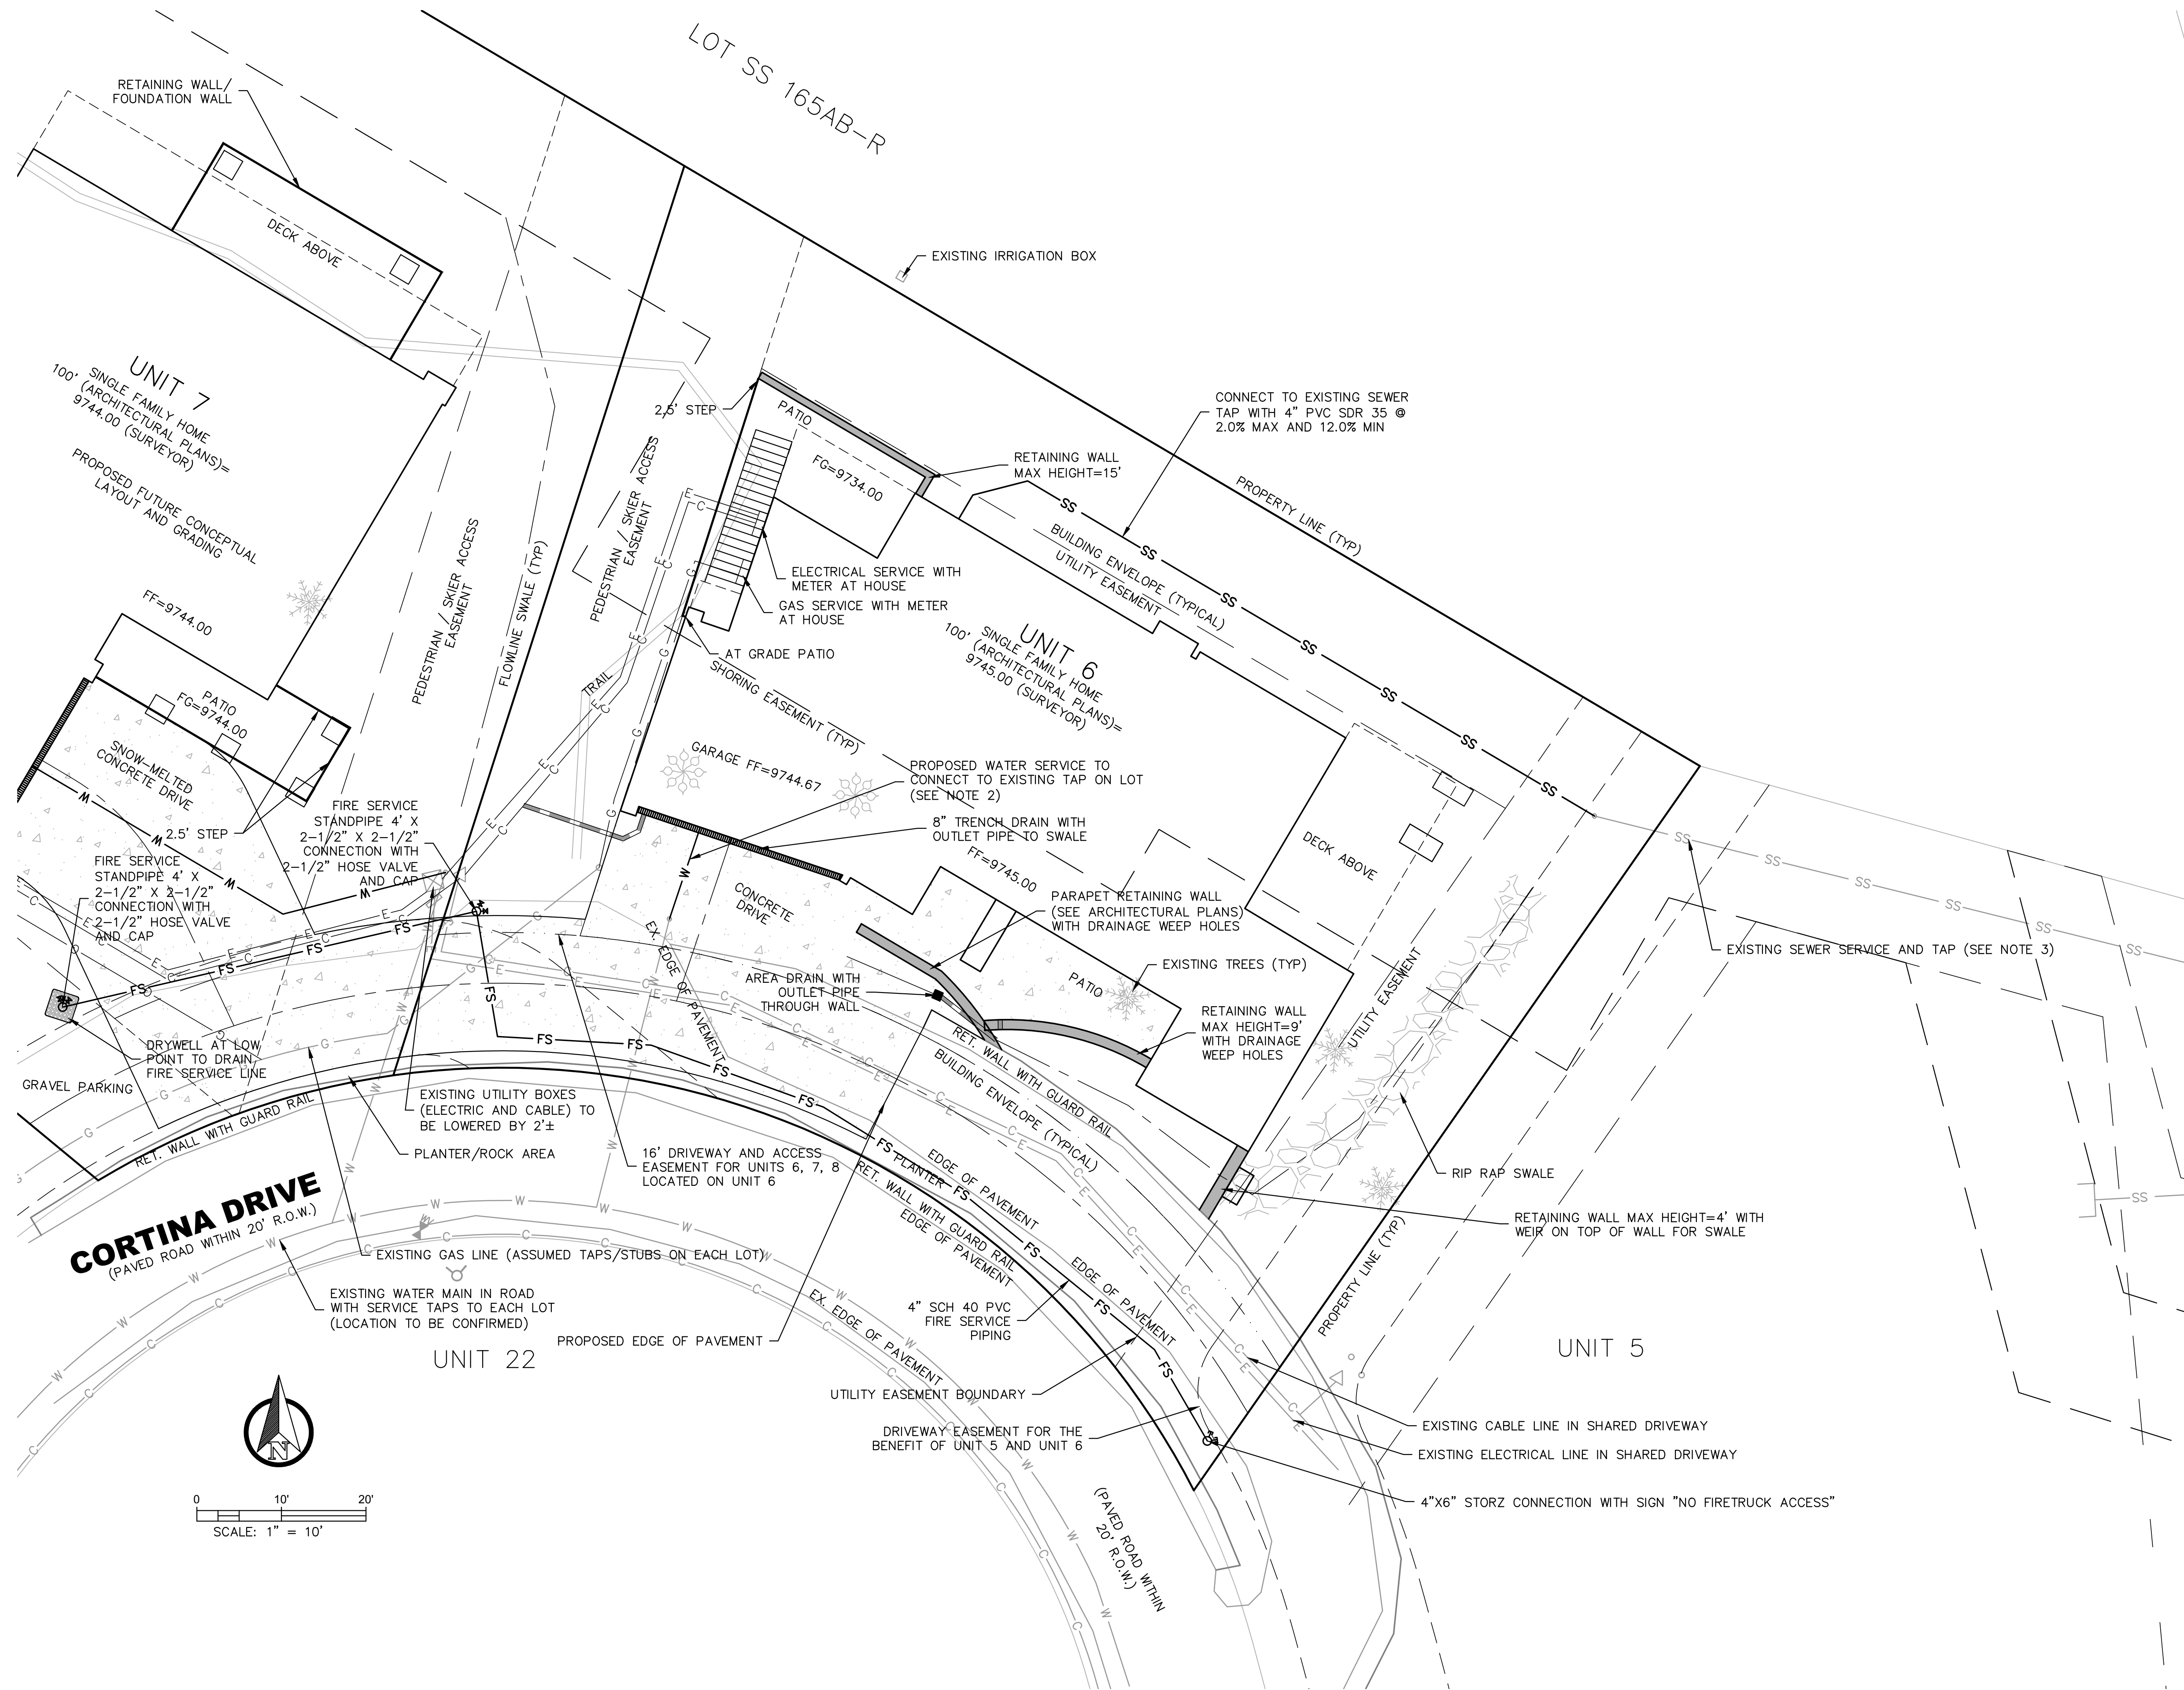 LOT SS 165AB-R
RETAINING WALL/
FOUNDATION WALL
DECK ABOVE
EXISTING IRRIGATION BOX
UNIT 7
SINGLE FAMILY HOME
100' (ARCHITECTURAL PLANS)=
9744.00 (SURVEYOR)
PROPOSED FUTURE CONCEPTUAL
LAYOUT AND GRADING
FF=9744.00
PATIO
FG=9744.00
SNOW-MELTED
CONCRETE DRIVE
2.5' STEP
PEDESTRIAN / SKIER ACCESS
EASEMENT
FLOWLINE SWALE (TYP)
PEDESTRIAN / SKIER ACCESS
EASEMENT
2.5' STEP
PATIO
FG=9734.00
RETAINING WALL
MAX HEIGHT=15'
CONNECT TO EXISTING SEWER
TAP WITH 4" PVC SDR 35 @
2.0% MAX AND 12.0% MIN
PROPERTY LINE (TYP)
BUILDING ENVELOPE (TYPICAL)
UTILITY EASEMENT
ELECTRICAL SERVICE WITH
METER AT HOUSE
GAS SERVICE WITH METER
AT HOUSE
AT GRADE PATIO
SHORING EASEMENT (TYP)
TRAIL
UNIT 6
SINGLE FAMILY HOME
100' (ARCHITECTURAL PLANS)=
9745.00 (SURVEYOR)
GARAGE FF=9744.67
PROPOSED WATER SERVICE TO
CONNECT TO EXISTING TAP ON LOT
(SEE NOTE 2)
8" TRENCH DRAIN WITH
OUTLET PIPE TO SWALE
FF=9745.00
DECK ABOVE
FIRE SERVICE
STANDPIPE 4' X
2-1/2" X 2-1/2"
CONNECTION WITH
2-1/2" HOSE VALVE
AND CAP
FIRE SERVICE
STANDPIPE 4' X
2-1/2" X 2-1/2"
CONNECTION WITH
2-1/2" HOSE VALVE
AND CAP
CONCRETE
DRIVE
EX. EDGE OF PAVEMENT
PARAPET RETAINING WALL
(SEE ARCHITECTURAL PLANS)
WITH DRAINAGE WEEP HOLES
EXISTING TREES (TYP)
PATIO
AREA DRAIN WITH
OUTLET PIPE
THROUGH WALL
RETAINING WALL
MAX HEIGHT=9'
WITH DRAINAGE
WEEP HOLES
UTILITY EASEMENT
EXISTING SEWER SERVICE AND TAP (SEE NOTE 3)
DRYWELL AT LOW
POINT TO DRAIN
FIRE SERVICE LINE
GRAVEL PARKING
RET. WALL WITH GUARD RAIL
EXISTING UTILITY BOXES
(ELECTRIC AND CABLE) TO
BE LOWERED BY 2'±
PLANTER/ROCK AREA
16' DRIVEWAY AND ACCESS
EASEMENT FOR UNITS 6, 7, 8
LOCATED ON UNIT 6
RET. WALL WITH GUARD RAIL
BUILDING ENVELOPE (TYPICAL)
EDGE OF PAVEMENT
PLANTER
RET. WALL WITH GUARD RAIL
EDGE OF PAVEMENT
EDGE OF PAVEMENT
RIP RAP SWALE
RETAINING WALL MAX HEIGHT=4' WITH
WEIR ON TOP OF WALL FOR SWALE
PROPERTY LINE (TYP)
CORTINA DRIVE
(PAVED ROAD WITHIN 20' R.O.W.)
EXISTING GAS LINE (ASSUMED TAPS/STUBS ON EACH LOT)
EXISTING WATER MAIN IN ROAD
WITH SERVICE TAPS TO EACH LOT
(LOCATION TO BE CONFIRMED)
PROPOSED EDGE OF PAVEMENT
EX. EDGE OF PAVEMENT
4" SCH 40 PVC
FIRE SERVICE
PIPING
UNIT 22
UNIT 5
UTILITY EASEMENT BOUNDARY
DRIVEWAY EASEMENT FOR THE
BENEFIT OF UNIT 5 AND UNIT 6
EXISTING CABLE LINE IN SHARED DRIVEWAY
EXISTING ELECTRICAL LINE IN SHARED DRIVEWAY
4"X6" STORZ CONNECTION WITH SIGN "NO FIRETRUCK ACCESS"
(PAVED ROAD WITHIN
20' R.O.W.)
N
0 10' 20'
SCALE: 1" = 10'